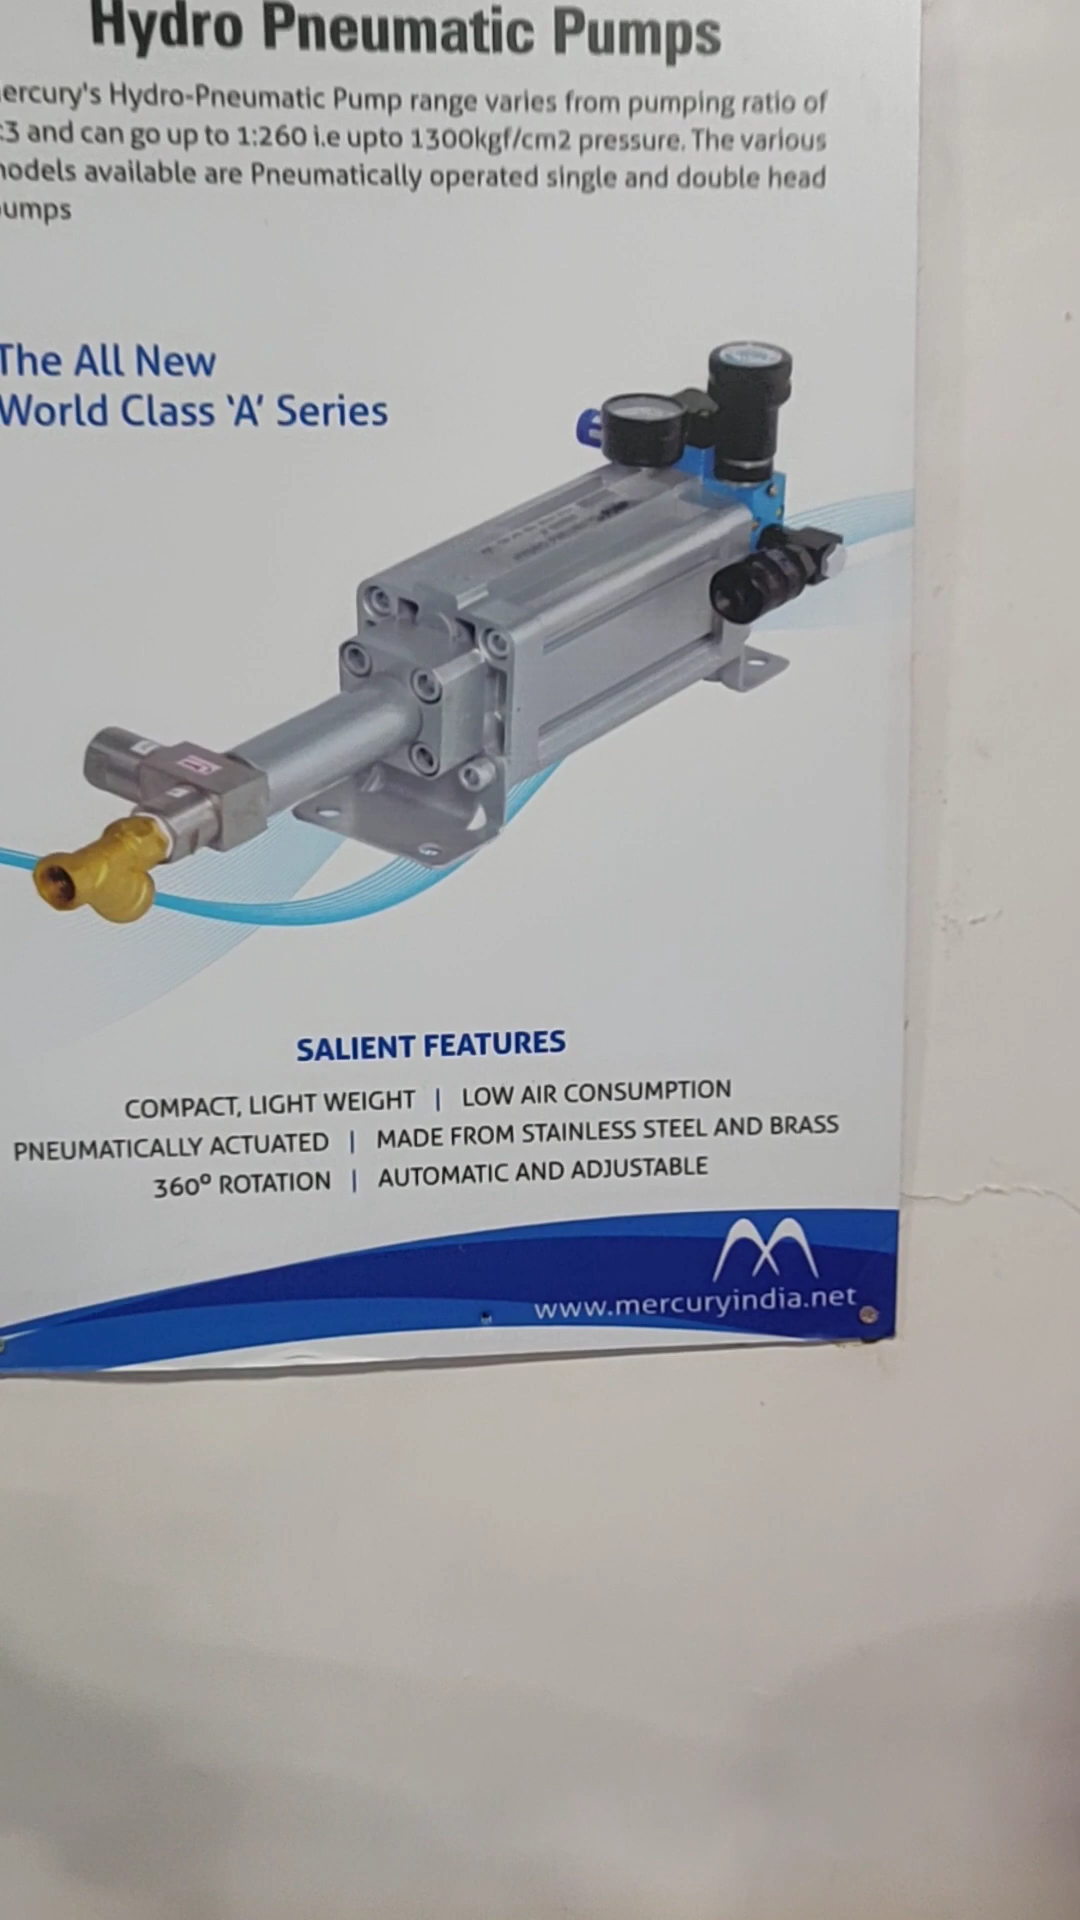 Hydro Pneumatic Pumps
ercury's Hydro-Pneumatic Pump range varies from pumping ratio of
:3 and can go up to 1:260 i.e upto 1300kgf/cm2 pressure. The various
odels available are Pneumatically operated single and double head
umps
The All New
World Class ‘A’ Series
SALIENT FEATURES
COMPACT, LIGHT WEIGHT | LOW AIR CONSUMPTION
PNEUMATICALLY ACTUATED | MADE FROM STAINLESS STEEL AND BRASS
360º ROTATION | AUTOMATIC AND ADJUSTABLE
www.mercuryindia.net